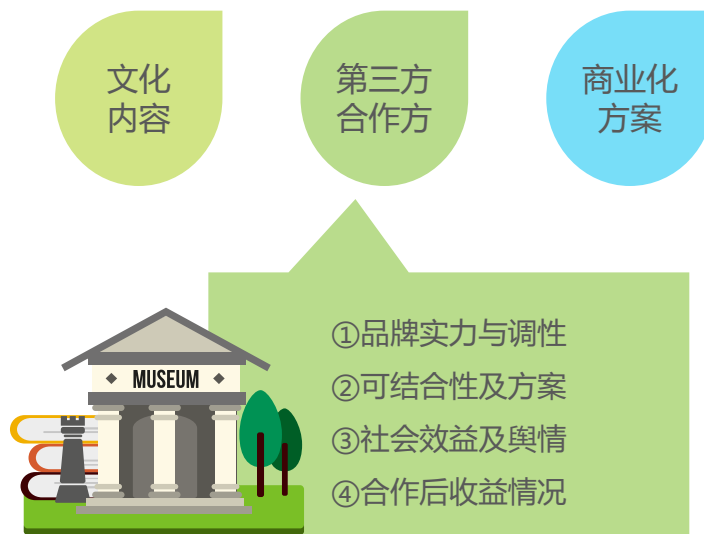 文化
内容
第三方
合作方
商业化
方案
MUSEUM
①品牌实力与调性
②可结合性及方案
③社会效益及舆情
④合作后收益情况